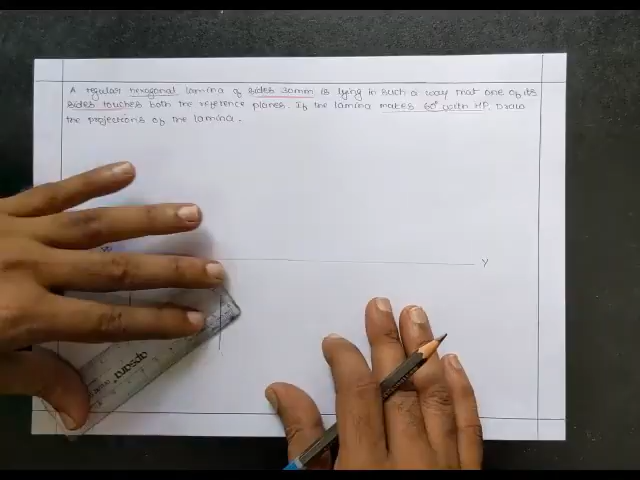 A regular hexagonal lamina of sides 30mm is lying in such a way that one of its
sides touches both the reference planes. If the lamina makes 60° with HP. Draw
the projections of the lamina.
Y
apsara